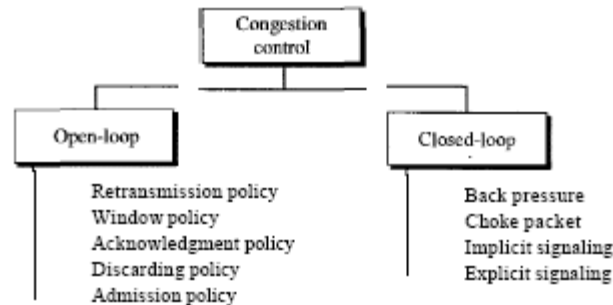 Congestion
control
Open-loop
Closed-loop
Retransmission policy
Window policy
Acknowledgment policy
Discarding policy
Admission policy
Back pressure
Choke packet
Implicit signaling
Explicit signaling